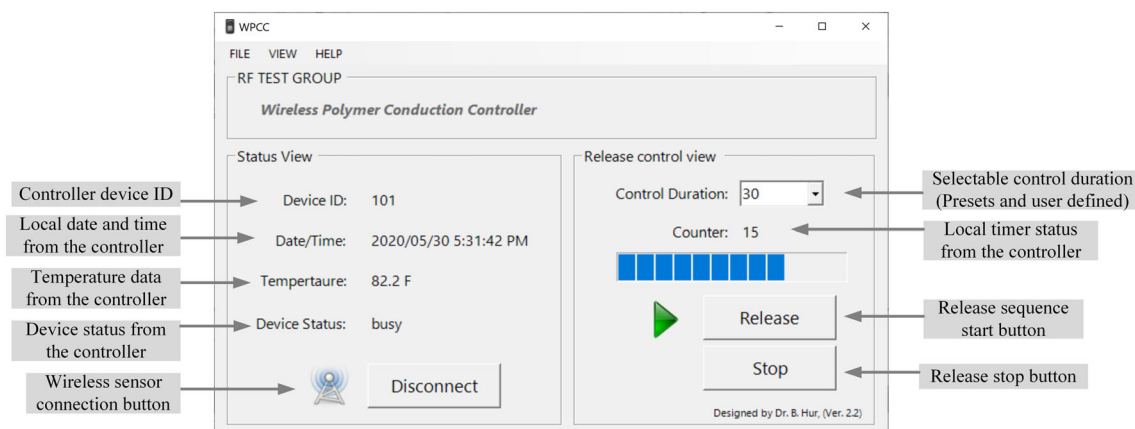 WPCC
FILE VIEW HELP
RF TEST GROUP
Wireless Polymer Conduction Controller
Status View
Device ID: 101
Date/Time: 2020/05/30 5:31:42 PM
Tempertaure: 82.2 F
Device Status: busy
Disconnect
Release control view
Control Duration: 30
Counter: 15
Release
Stop
Designed by Dr. B. Hur, (Ver. 2.2)
Controller device ID
Local date and time
from the controller
Temperature data
from the controller
Device status from
the controller
Wireless sensor
connection button
Selectable control duration
(Presets and user defined)
Local timer status
from the controller
Release sequence
start button
Release stop button